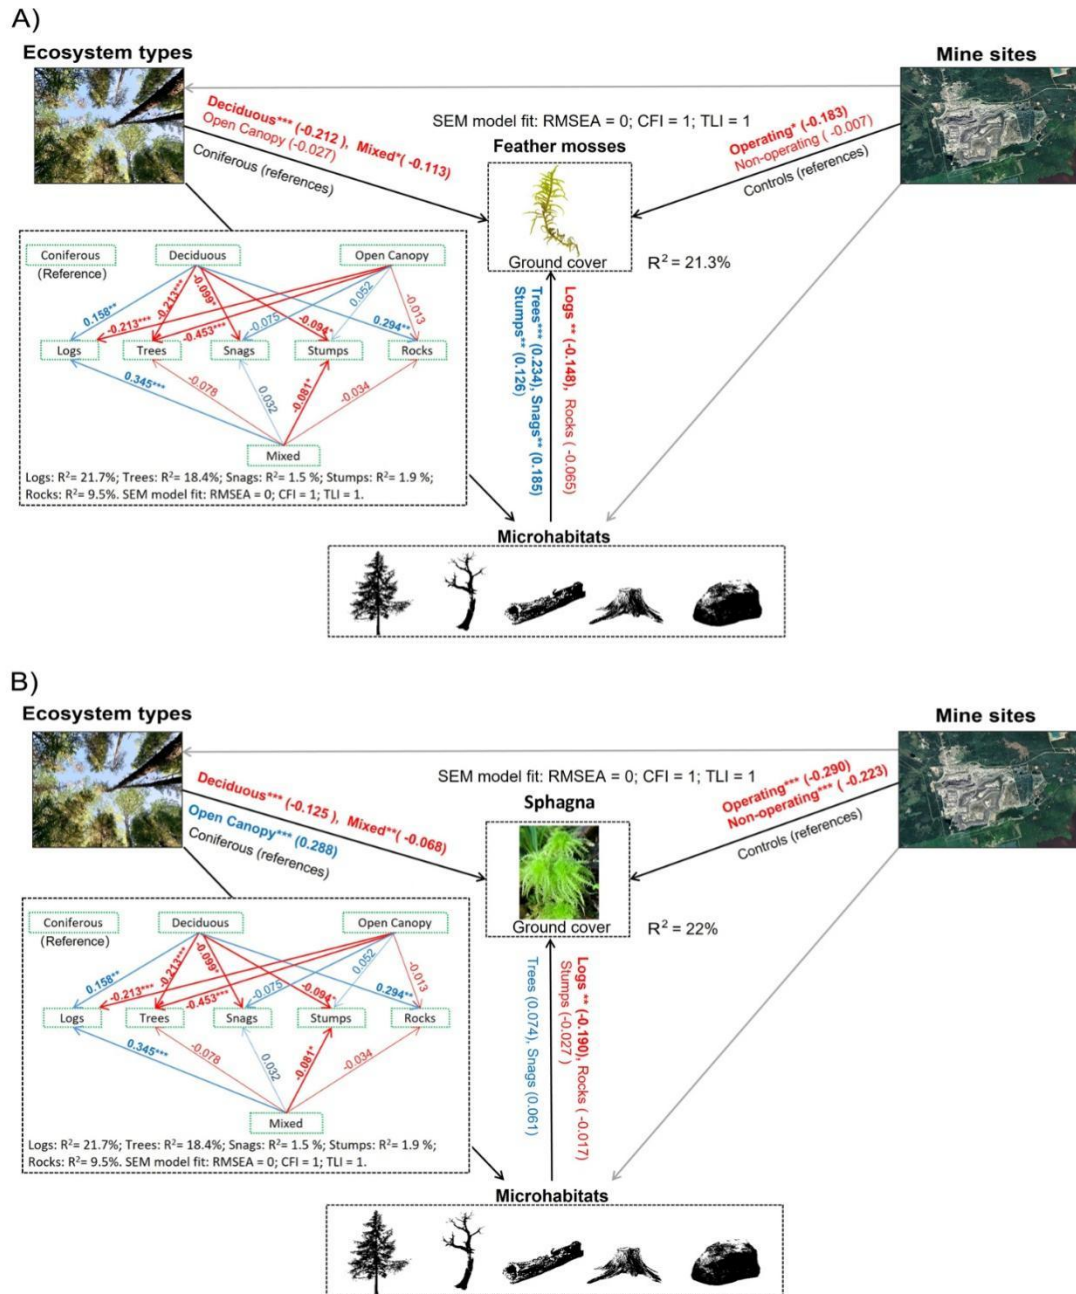 A)
Ecosystem types
Mine sites
Deciduous*** (-0.212 ), Mixed*( -0.113)
Open Canopy (-0.027)
Coniferous (references)
SEM model fit: RMSEA = 0; CFI = 1; TLI = 1
Operating* (-0.183)
Non-operating ( -0.007)
Controls (references)
Feather mosses
Ground cover
R² = 21.3%
Coniferous
(Reference)
Deciduous
Open Canopy
0.158**
-0.213***
-0.213***
-0.099*
-0.453***
-0.075
0.052
-0.094*
0.294**
-0.013
Logs
Trees
Snags
Stumps
Rocks
0.345***
-0.078
0.032
-0.081*
-0.034
Mixed
Logs: R²= 21.7%; Trees: R²= 18.4%; Snags: R²= 1.5 %; Stumps: R²= 1.9 %;
Rocks: R²= 9.5%. SEM model fit: RMSEA = 0; CFI = 1; TLI = 1.
Trees*** (0.234), Snags** (0.185)
Stumps** (0.126)
Logs ** (-0.148), Rocks ( -0.065)
Microhabitats
B)
Ecosystem types
Mine sites
Deciduous*** (-0.125 ), Mixed**( -0.068)
Open Canopy*** (0.288)
Coniferous (references)
SEM model fit: RMSEA = 0; CFI = 1; TLI = 1
Operating*** (-0.290)
Non-operating*** ( -0.223)
Controls (references)
Sphagna
Ground cover
R² = 22%
Coniferous
(Reference)
Deciduous
Open Canopy
0.158**
-0.213***
-0.213***
-0.099*
-0.453***
-0.075
0.052
-0.094*
0.294**
-0.013
Logs
Trees
Snags
Stumps
Rocks
0.345***
-0.078
0.032
-0.081*
-0.034
Mixed
Logs: R²= 21.7%; Trees: R²= 18.4%; Snags: R²= 1.5 %; Stumps: R²= 1.9 %;
Rocks: R²= 9.5%. SEM model fit: RMSEA = 0; CFI = 1; TLI = 1.
Trees (0.074), Snags (0.061)
Logs ** (-0.190), Rocks ( -0.017)
Stumps (-0.027 )
Microhabitats